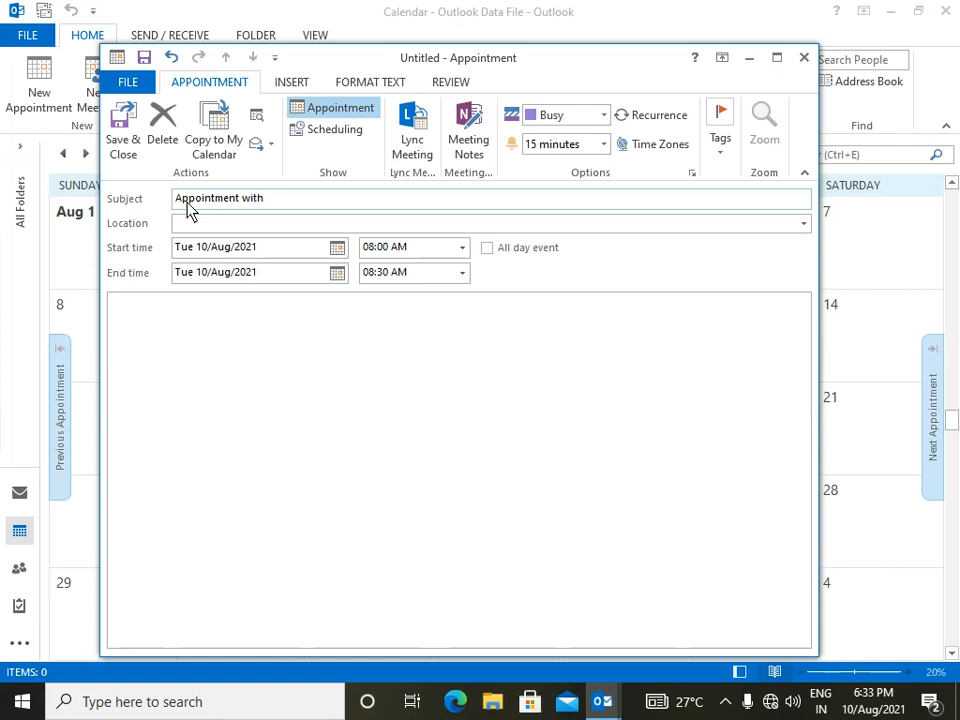 Calendar - Outlook Data File - Outlook
FILE HOME SEND / RECEIVE FOLDER VIEW
New Appointment
New
Search People
Address Book
Find
(Ctrl+E)
All Folders
SUNDAY SATURDAY
Aug 1 7
8 14
21
28
29 4
Previous Appointment
Next Appointment
Untitled - Appointment
FILE APPOINTMENT INSERT FORMAT TEXT REVIEW
Save & Close
Delete
Copy to My Calendar
Actions
Appointment
Scheduling
Show
Lync Meeting
Lync Me...
Meeting Notes
Meeting...
Busy
Recurrence
15 minutes
Time Zones
Options
Tags
Zoom
Zoom
Subject Appointment with
Location
Start time Tue 10/Aug/2021 08:00 AM All day event
End time Tue 10/Aug/2021 08:30 AM
ITEMS: 0 20%
Type here to search
27°C
ENG
IN
6:33 PM
10/Aug/2021
2